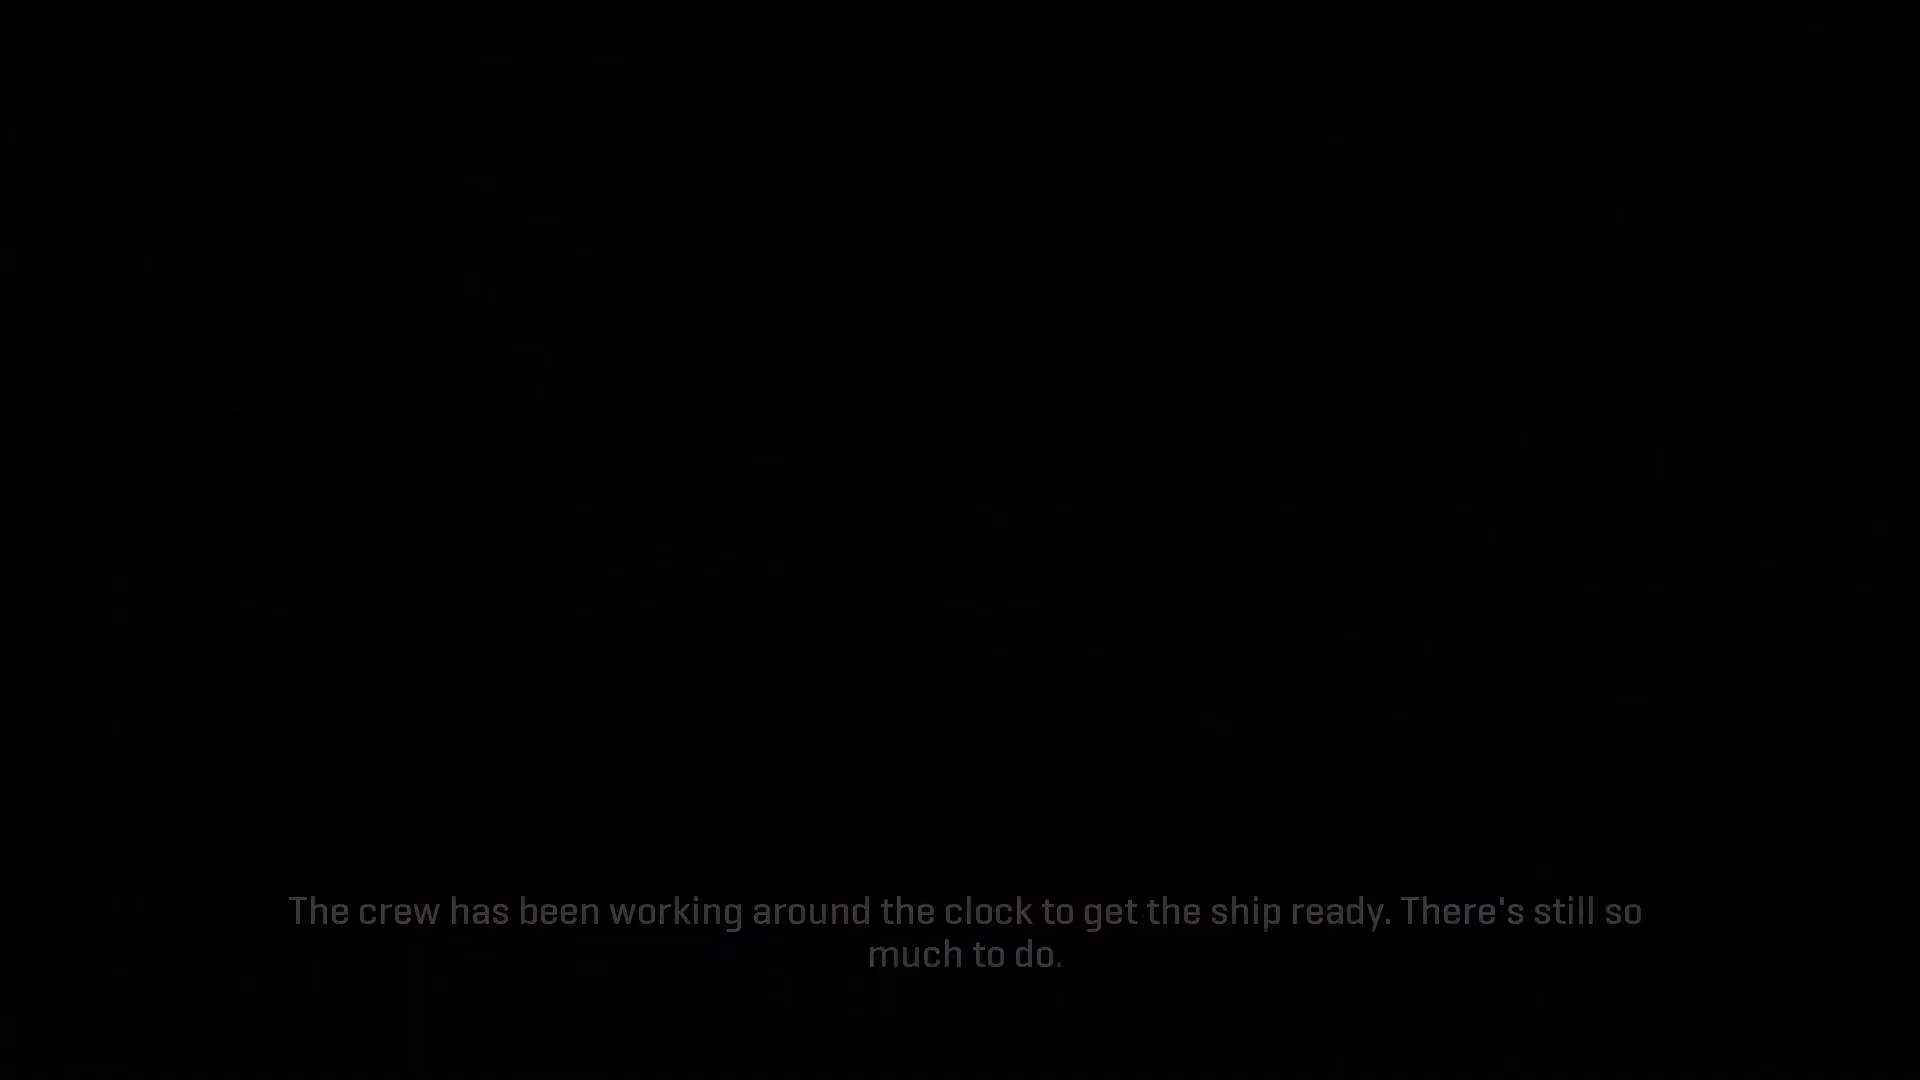 The crew has been working around the clock to get the ship ready. There's still so
much to do.